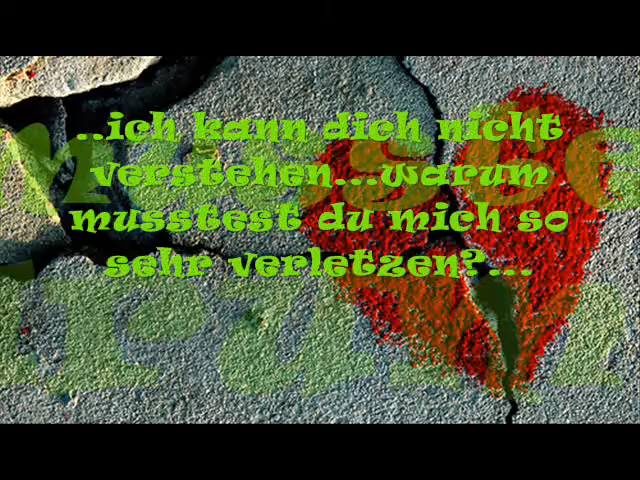 ..ich kann dich nicht
verstehen...warum
musstest du mich so
sehr verletzen?...